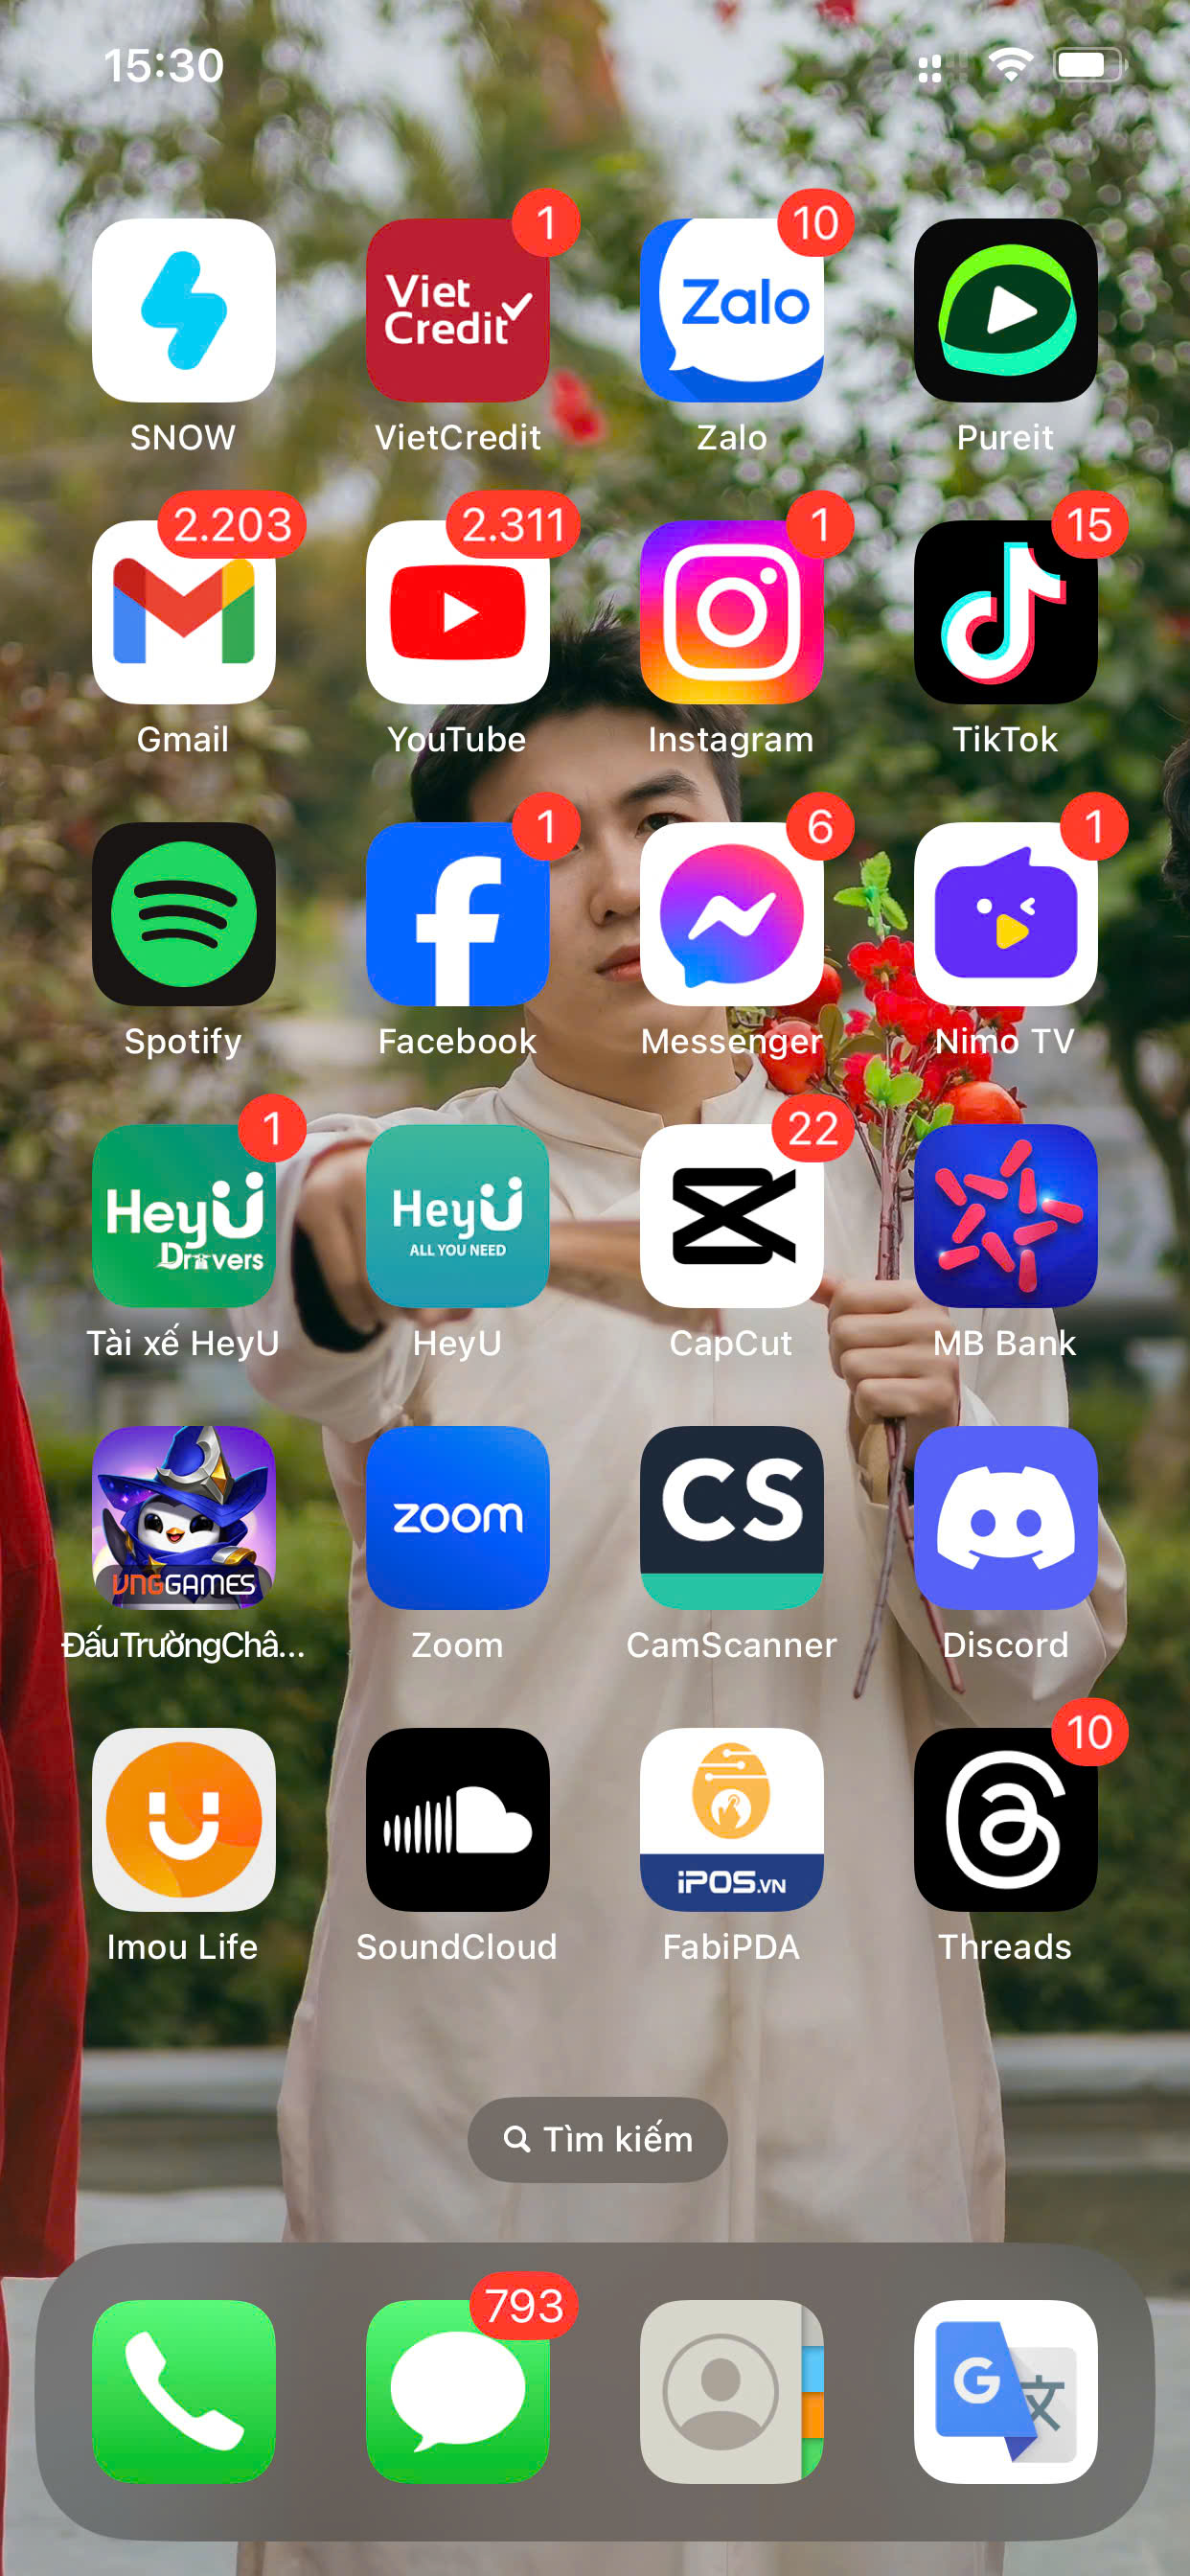 15:30
1
10
Viet
Credit
Zalo
SNOW
VietCredit
Zalo
Pureit
2.203
2.311
1
15
Gmail
YouTube
Instagram
TikTok
1
6
1
Spotify
Facebook
Messenger
Nimo TV
1
22
HeyU
Drivers
HeyU
ALL YOU NEED
Tài xế HeyU
HeyU
CapCut
MB Bank
VNGGAMES
zoom
CS
ĐấuTrườngChâ...
Zoom
CamScanner
Discord
10
iPOS.VN
Imou Life
SoundCloud
FabiPDA
Threads
Tìm kiếm
793
G
文